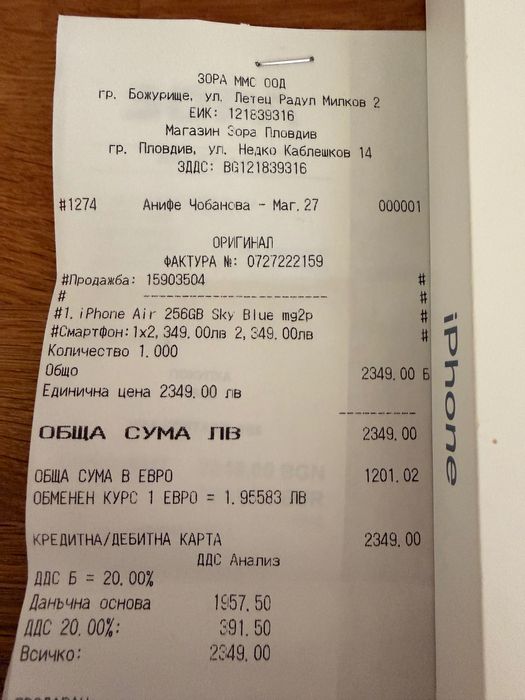 ЗОРА ММС ООД
гр. Божурище, ул. Летец Радул Милков 2
ЕИК: 121839316
Магазин Зора Пловдив
гр. Пловдив, ул. Недко Каблешков 14
ЗДДС: BG121839316
#1274 Анифе Чобанова - Маг. 27 000001
ОРИГИНАЛ
ФАКТУРА №: 0727222159
#Продажба: 15903504 #
# ----------------------- #
#1. iPhone Air 256GB Sky Blue mg2p #
#Смартфон: 1x2, 349.00лв 2, 349.00лв #
Количество 1.000
Общо 2349.00 Б
Единична цена 2349.00 лв
ОБЩА СУМА ЛВ 2349.00
ОБЩА СУМА В ЕВРО 1201.02
ОБМЕНЕН КУРС 1 ЕВРО = 1.95583 ЛВ
КРЕДИТНА/ДЕБИТНА КАРТА 2349.00
ДДС Анализ
ДДС Б = 20.00%
Данъчна основа 1957.50
ДДС 20.00%: 391.50
Всичко: 2349.00
iPhone